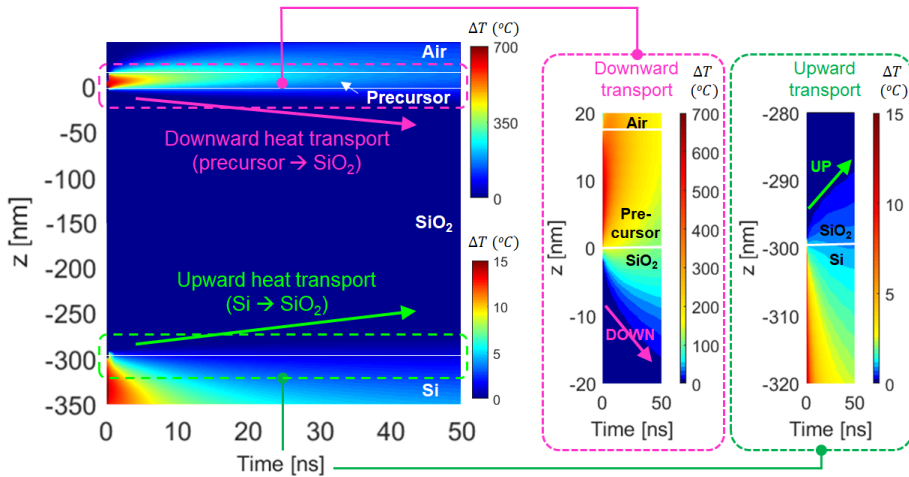 ΔT (°C)
700
350
0
Air
Precursor
Downward heat transport
(precursor → SiO2)
SiO2
Upward heat transport
(Si → SiO2)
Si
ΔT (°C)
15
10
5
0
z [nm]
0
-50
-100
-150
-200
-250
-300
-350
0
10
20
30
40
50
Time [ns]
Downward
transport
ΔT
(°C)
20
10
0
-10
-20
z [nm]
Air
Pre-
cursor
SiO2
DOWN
700
600
500
400
300
200
100
0
0
50
Time [ns]
Upward
transport
ΔT
(°C)
-280
-290
-300
-310
-320
z [nm]
UP
SiO2
Si
15
10
5
0
0
50
Time [ns]